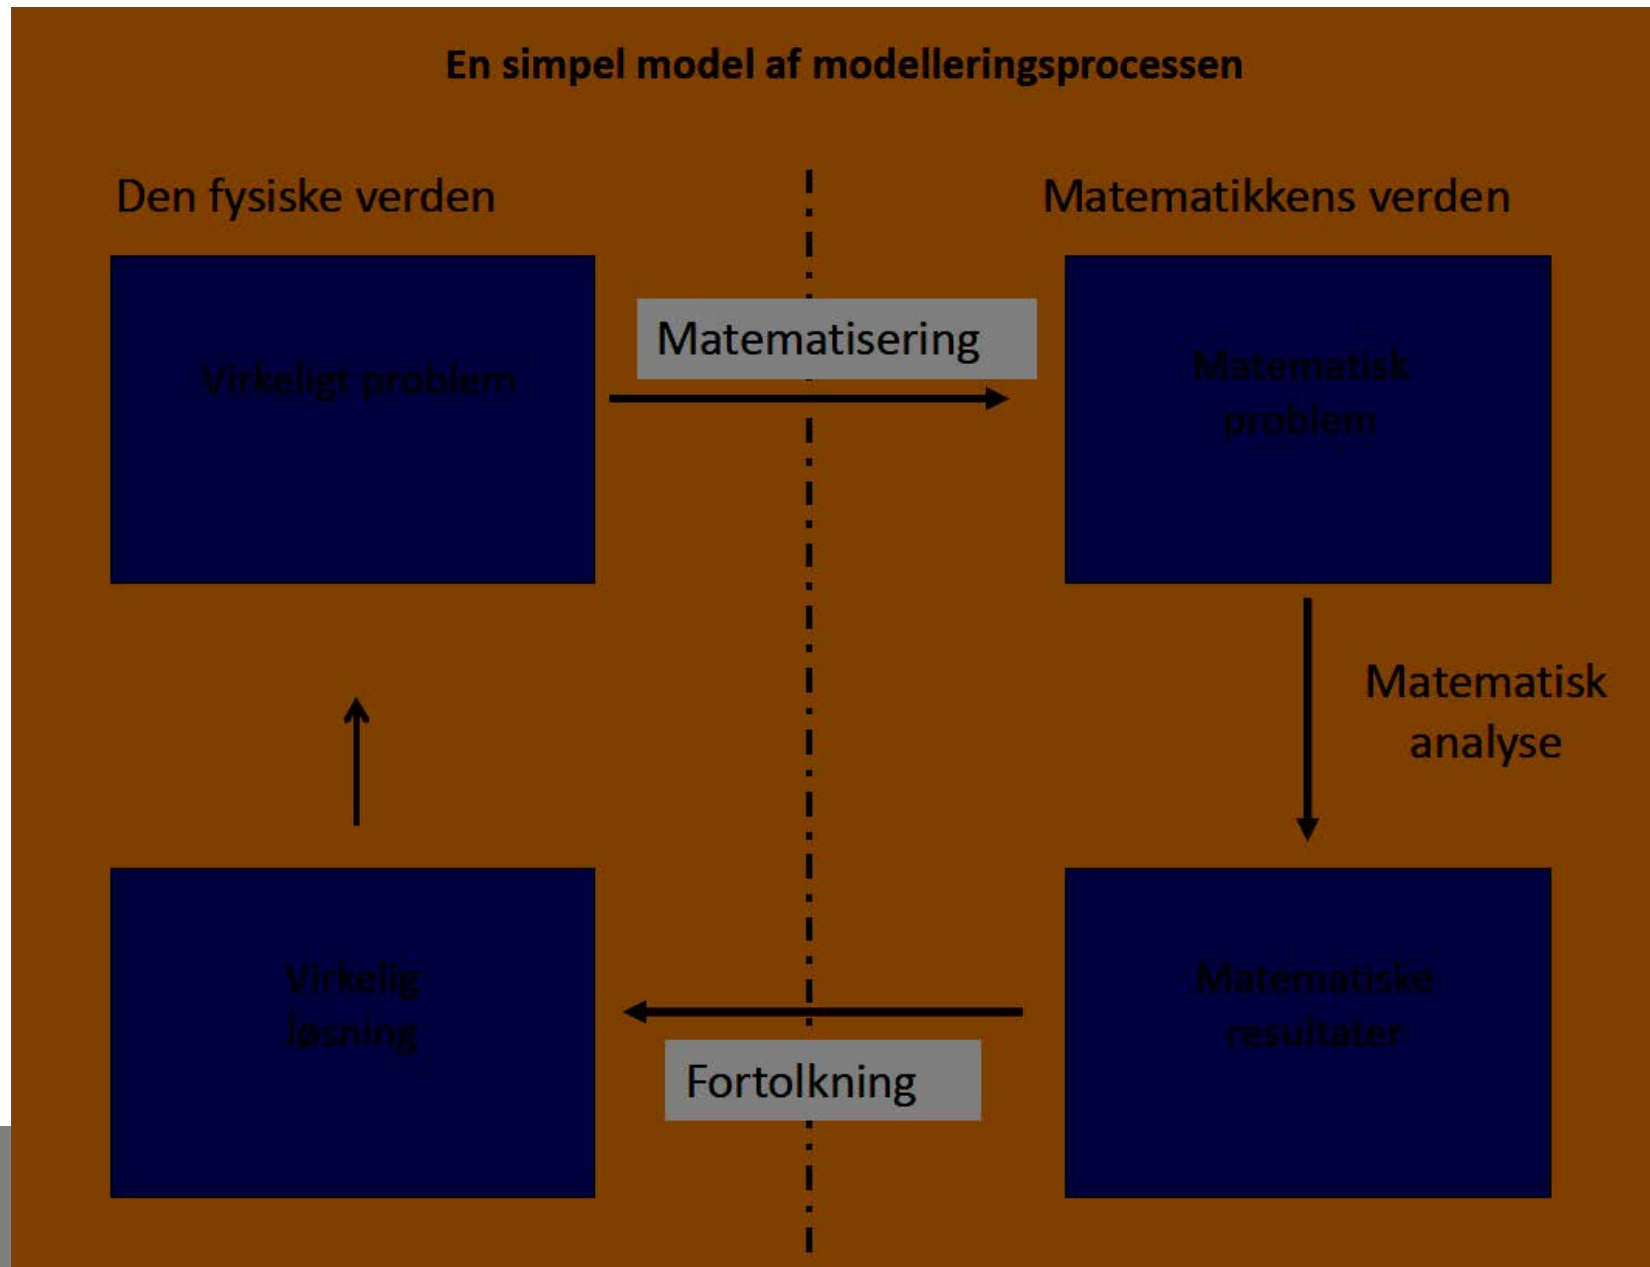 En simpel model af modelleringsprocessen
Den fysiske verden
Matematikkens verden
Virkeligt problem
Matematisering
Matematisk
problem
Matematisk
analyse
Virkelig
løsning
Fortolkning
Matematiske
resultater